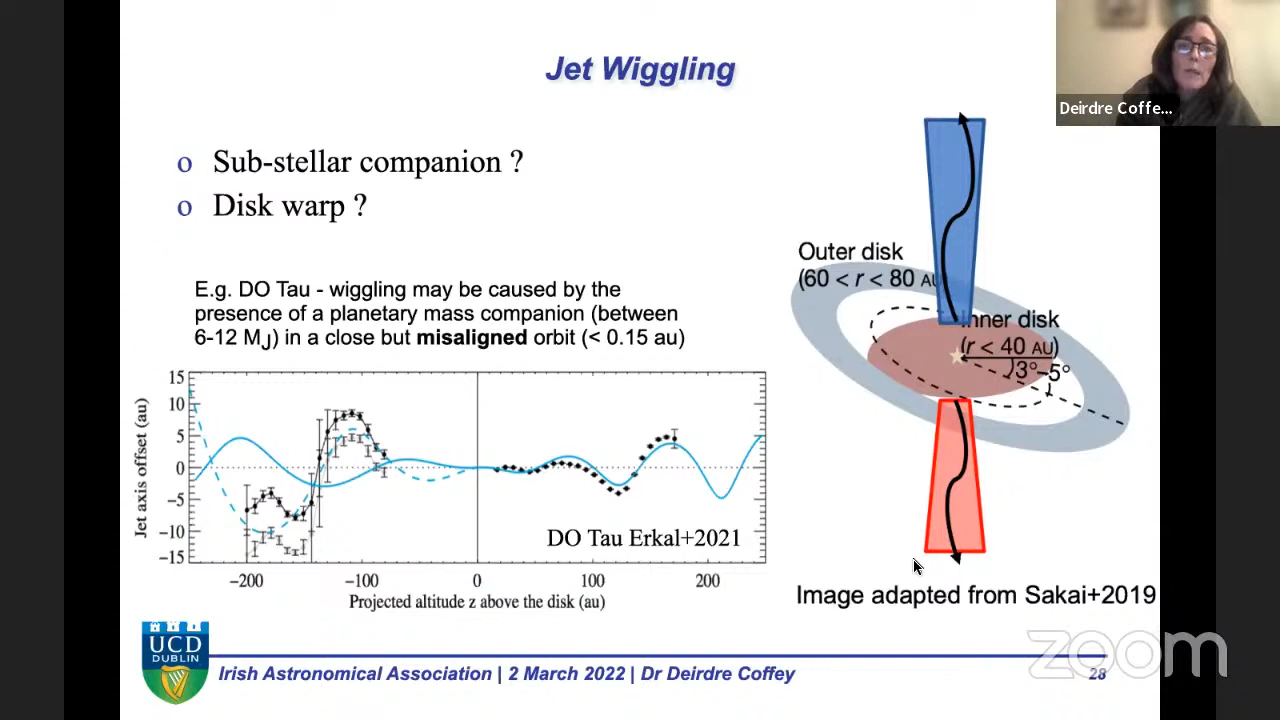 Jet Wiggling
Deirdre Coffe...
o Sub-stellar companion ?
o Disk warp ?
E.g. DO Tau - wiggling may be caused by the
presence of a planetary mass companion (between
6-12 MJ) in a close but misaligned orbit (< 0.15 au)
15
10
5
0
−5
−10
−15
Jet axis offset (au)
DO Tau Erkal+2021
−200 −100 0 100 200
Projected altitude z above the disk (au)
Outer disk
(60 < r < 80 AU
Inner disk
(r < 40 AU)
3°–5°
Image adapted from Sakai+2019
zoom
UCD
DUBLIN
Irish Astronomical Association | 2 March 2022 | Dr Deirdre Coffey
28